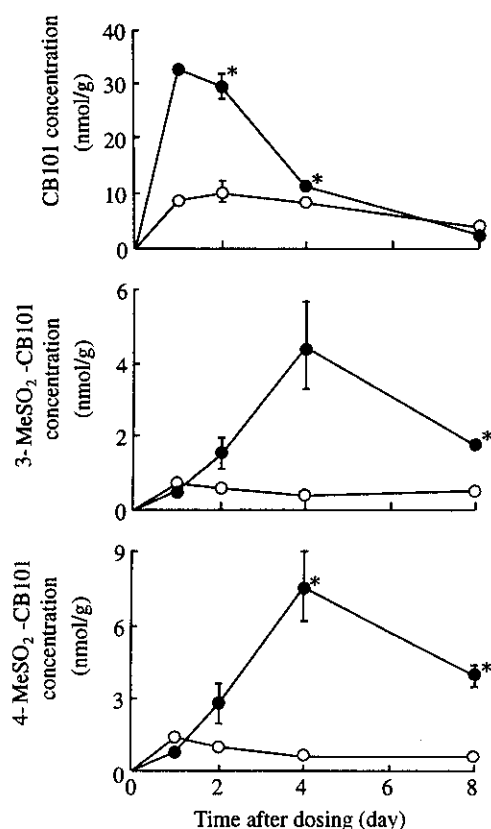 CB101 concentration
(nmol/g)
40
30
20
10
0
*
*
3-MeSO₂-CB101
concentration
(nmol/g)
6
4
2
0
*
4-MeSO₂-CB101
concentration
(nmol/g)
9
6
3
0
*
*
0 2 4 6 8
Time after dosing (day)